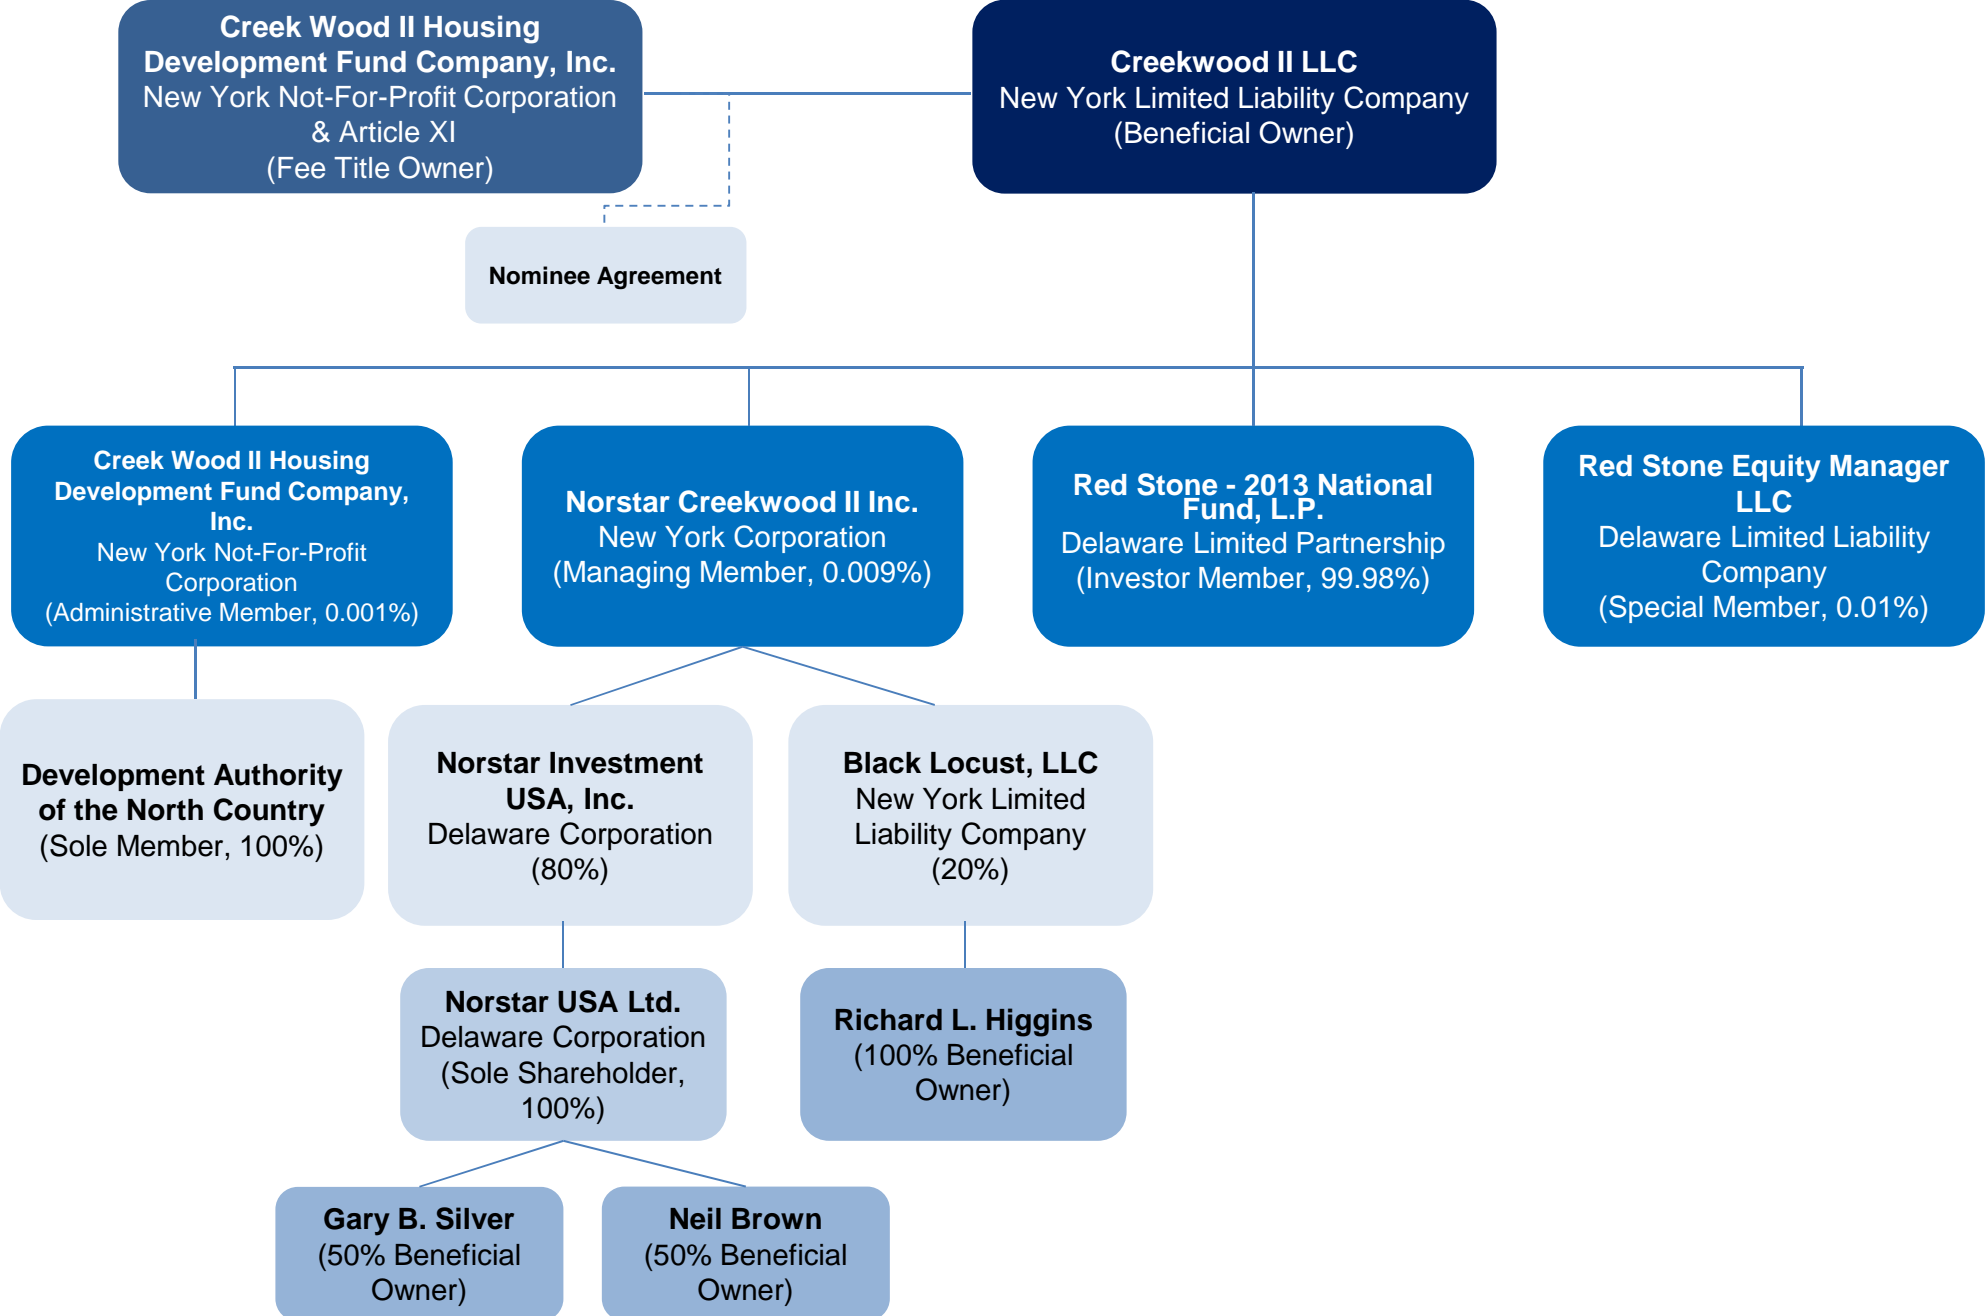 Creek Wood II Housing
Development Fund Company, Inc.
New York Not-For-Profit Corporation
& Article XI
(Fee Title Owner)
Creekwood II LLC
New York Limited Liability Company
(Beneficial Owner)
Nominee Agreement
Creek Wood II Housing
Development Fund Company,
Inc.
New York Not-For-Profit
Corporation
(Administrative Member, 0.001%)
Norstar Creekwood II Inc.
New York Corporation
(Managing Member, 0.009%)
Red Stone - 2013 National
Fund, L.P.
Delaware Limited Partnership
(Investor Member, 99.98%)
Red Stone Equity Manager
LLC
Delaware Limited Liability
Company
(Special Member, 0.01%)
Development Authority
of the North Country
(Sole Member, 100%)
Norstar Investment
USA, Inc.
Delaware Corporation
(80%)
Black Locust, LLC
New York Limited
Liability Company
(20%)
Norstar USA Ltd.
Delaware Corporation
(Sole Shareholder,
100%)
Richard L. Higgins
(100% Beneficial
Owner)
Gary B. Silver
(50% Beneficial
Owner)
Neil Brown
(50% Beneficial
Owner)